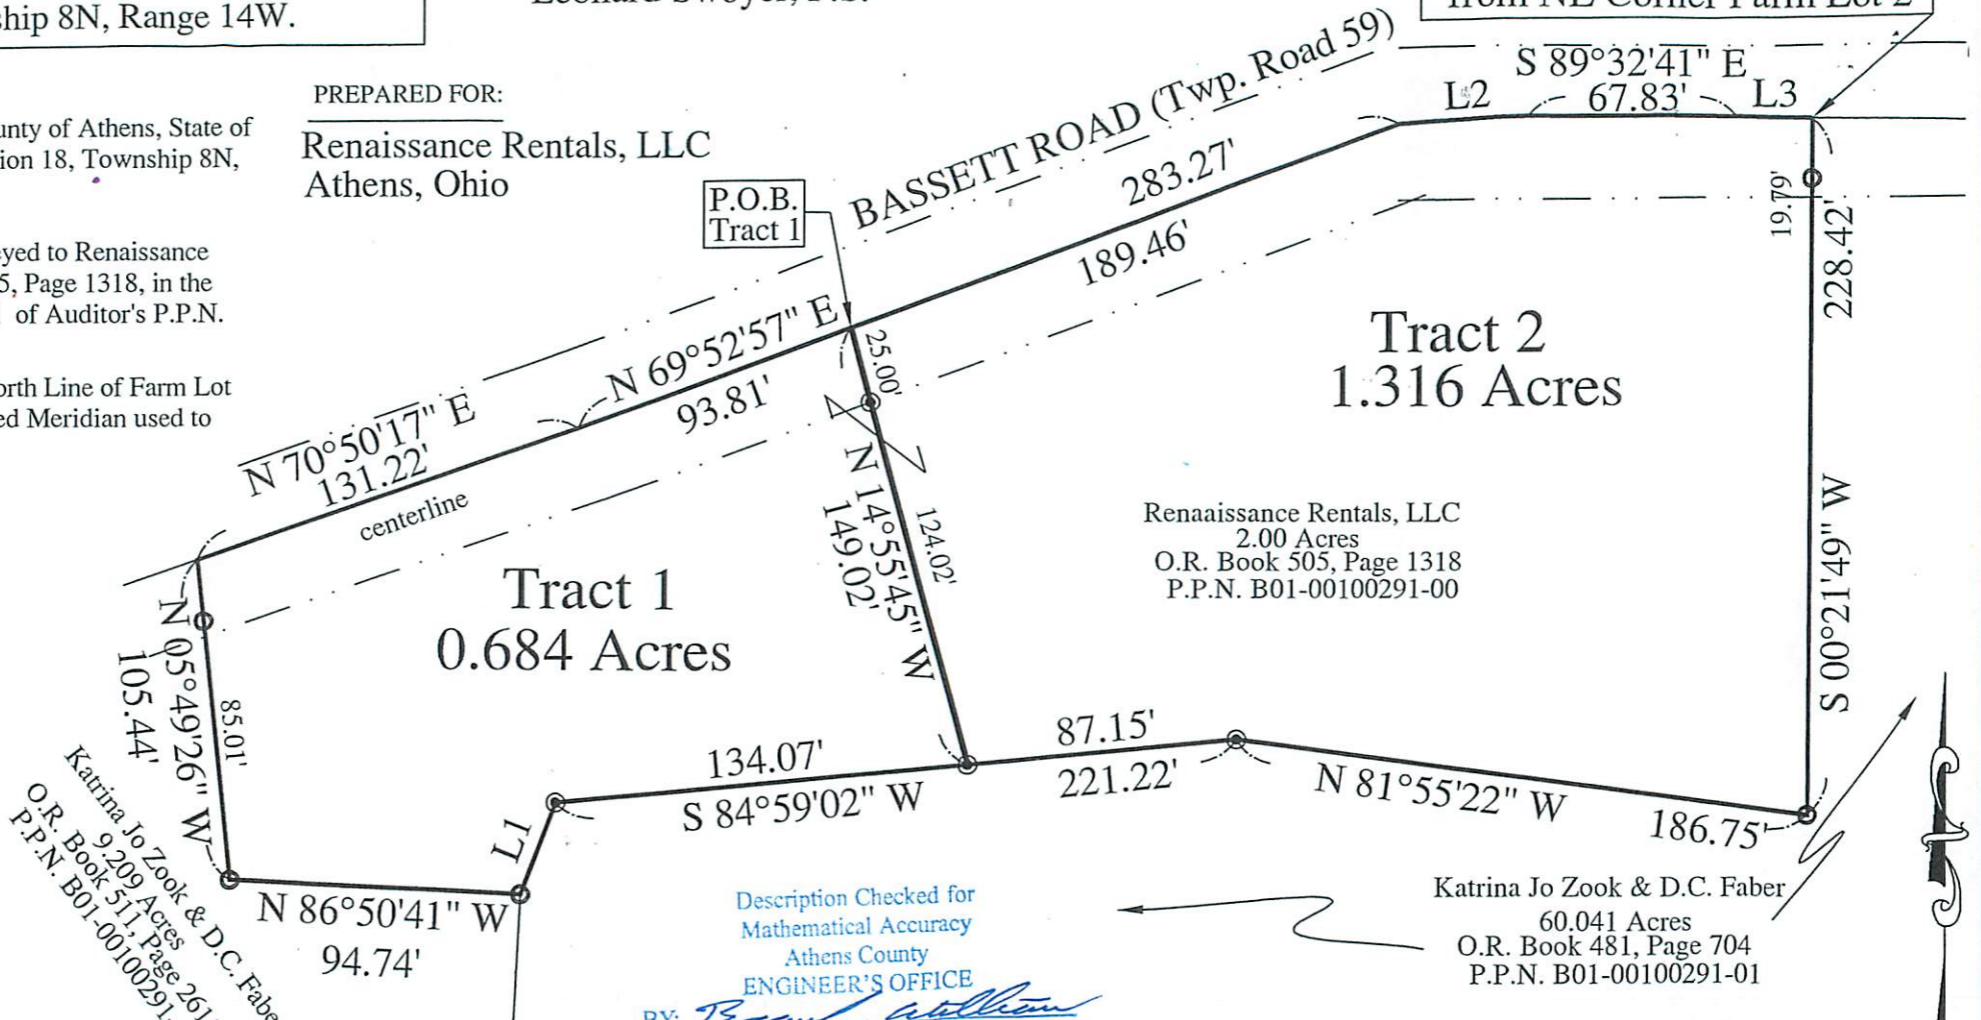 ship 8N, Range 14W.
unty of Athens, State of
ion 18, Township 8N,
yed to Renaissance
5, Page 1318, in the
of Auditor's P.P.N.
orth Line of Farm Lot
ed Meridian used to
PREPARED FOR:
Renaissance Rentals, LLC
Athens, Ohio
P.O.B.
Tract 1
BASSETT ROAD (Twp. Road 59)
283.27'
189.46'
L2
S 89°32'41" E
67.83'
L3
19.79'
228.42'
S 00°21'49" W
N 70°50'17" E
131.22'
centerline
N 69°52'57" E
93.81'
25.00'
N 14°55'45" W
149.02'
124.02'
Tract 1
0.684 Acres
Tract 2
1.316 Acres
Renaaissance Rentals, LLC
2.00 Acres
O.R. Book 505, Page 1318
P.P.N. B01-00100291-00
N 05°49'26" W
105.44'
85.01'
134.07'
S 84°59'02" W
87.15'
221.22'
N 81°55'22" W
186.75'
L1
N 86°50'41" W
94.74'
Katrina Jo Zook & D.C. Fabe
9.209 Acres
O.R. Book 511, Page 261
P.P.N. B01-00100291-
Description Checked for
Mathematical Accuracy
Athens County
ENGINEER'S OFFICE
BY:
Katrina Jo Zook & D.C. Faber
60.041 Acres
O.R. Book 481, Page 704
P.P.N. B01-00100291-01